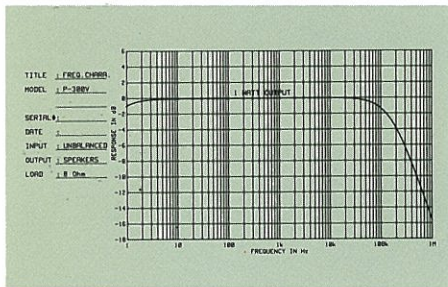 TITLE : FREQ.CHARA.
MODEL : P-300V
SERIAL#:
DATE :
INPUT : UNBALANCED
OUTPUT : SPEAKERS
LOAD : 8 Ohm
RESPONSE IN dB
6
4
2
0
-2
-4
-6
-8
-10
-12
-14
-16
-18
1 WATT OUTPUT
1 10 100 1k 10k 100k 1M
FREQUENCY IN Hz